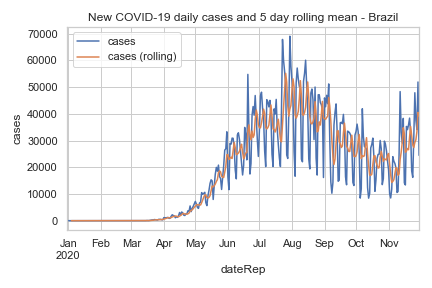 New COVID-19 daily cases and 5 day rolling mean - Brazil
70000
60000
50000
40000
30000
20000
10000
0
cases
cases
cases (rolling)
Jan Feb Mar Apr May Jun Jul Aug Sep Oct Nov
2020
dateRep